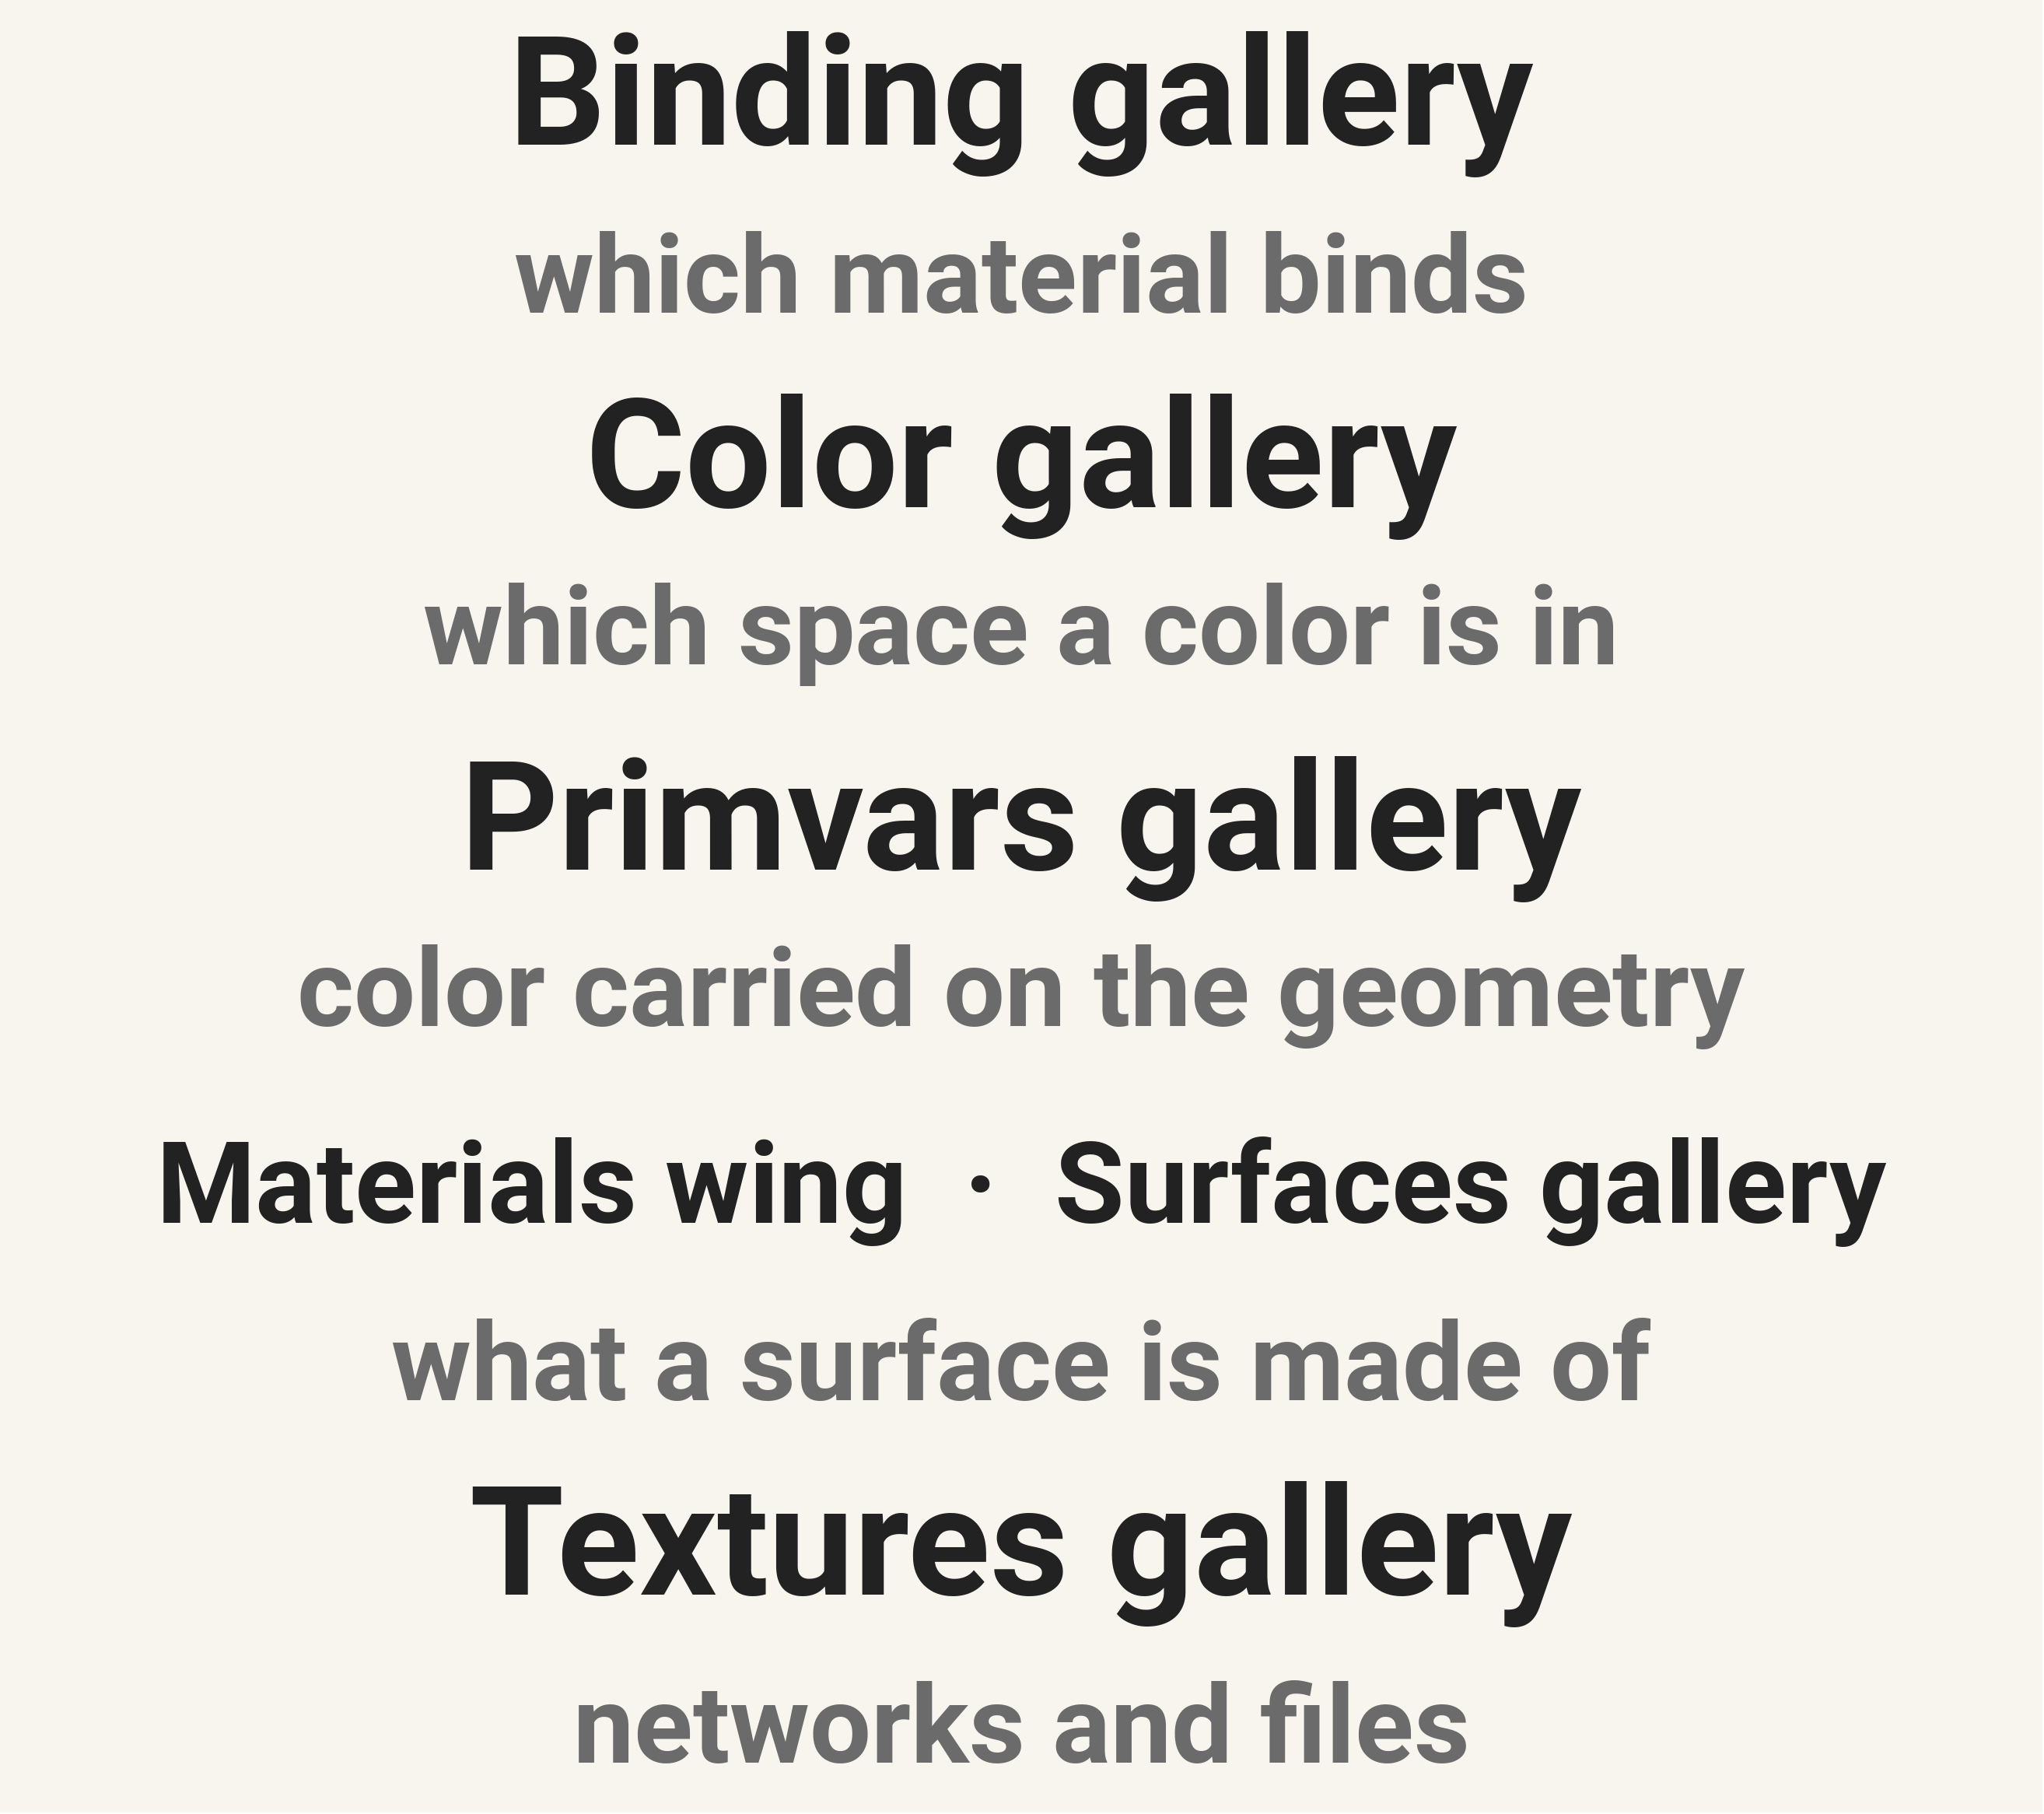 Binding gallery
which material binds
Color gallery
which space a color is in
Primvars gallery
color carried on the geometry
Materials wing · Surfaces gallery
what a surface is made of
Textures gallery
networks and files